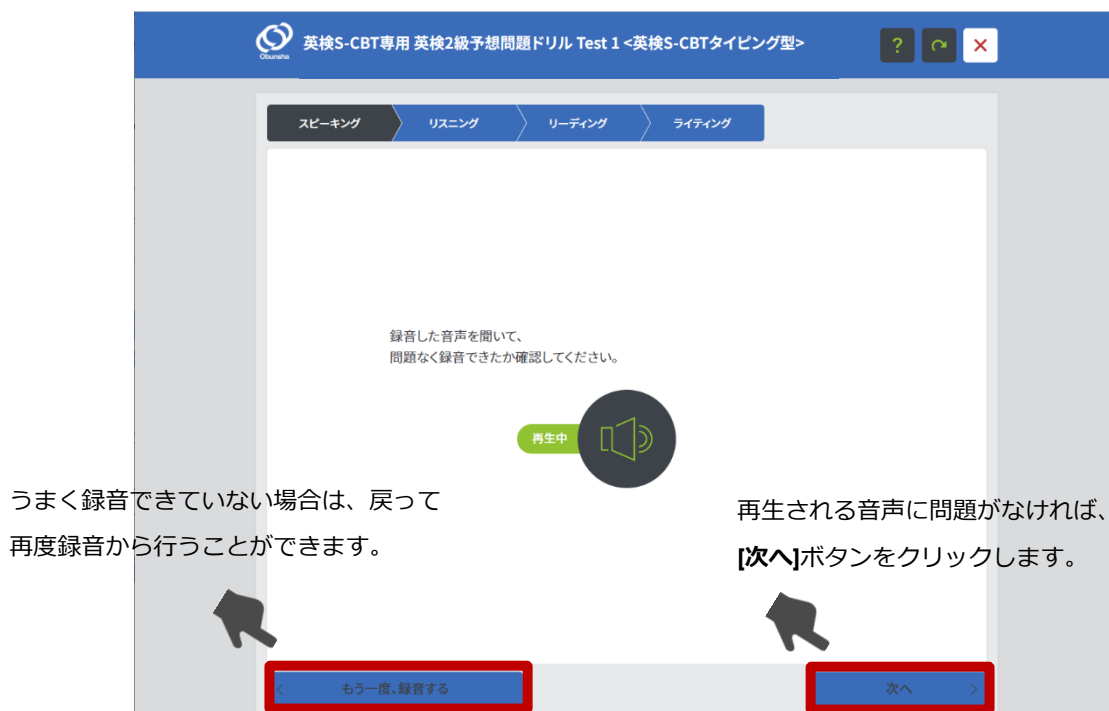 Obunsha
英検S-CBT専用 英検2級予想問題ドリル Test 1 <英検S-CBTタイピング型>
?
スピーキング
リスニング
リーディング
ライティング
録音した音声を聞いて、
問題なく録音できたか確認してください。
再生中
うまく録音できていない場合は、戻って
再度録音から行うことができます。
再生される音声に問題がなければ、
[次へ]ボタンをクリックします。
もう一度、録音する
次へ